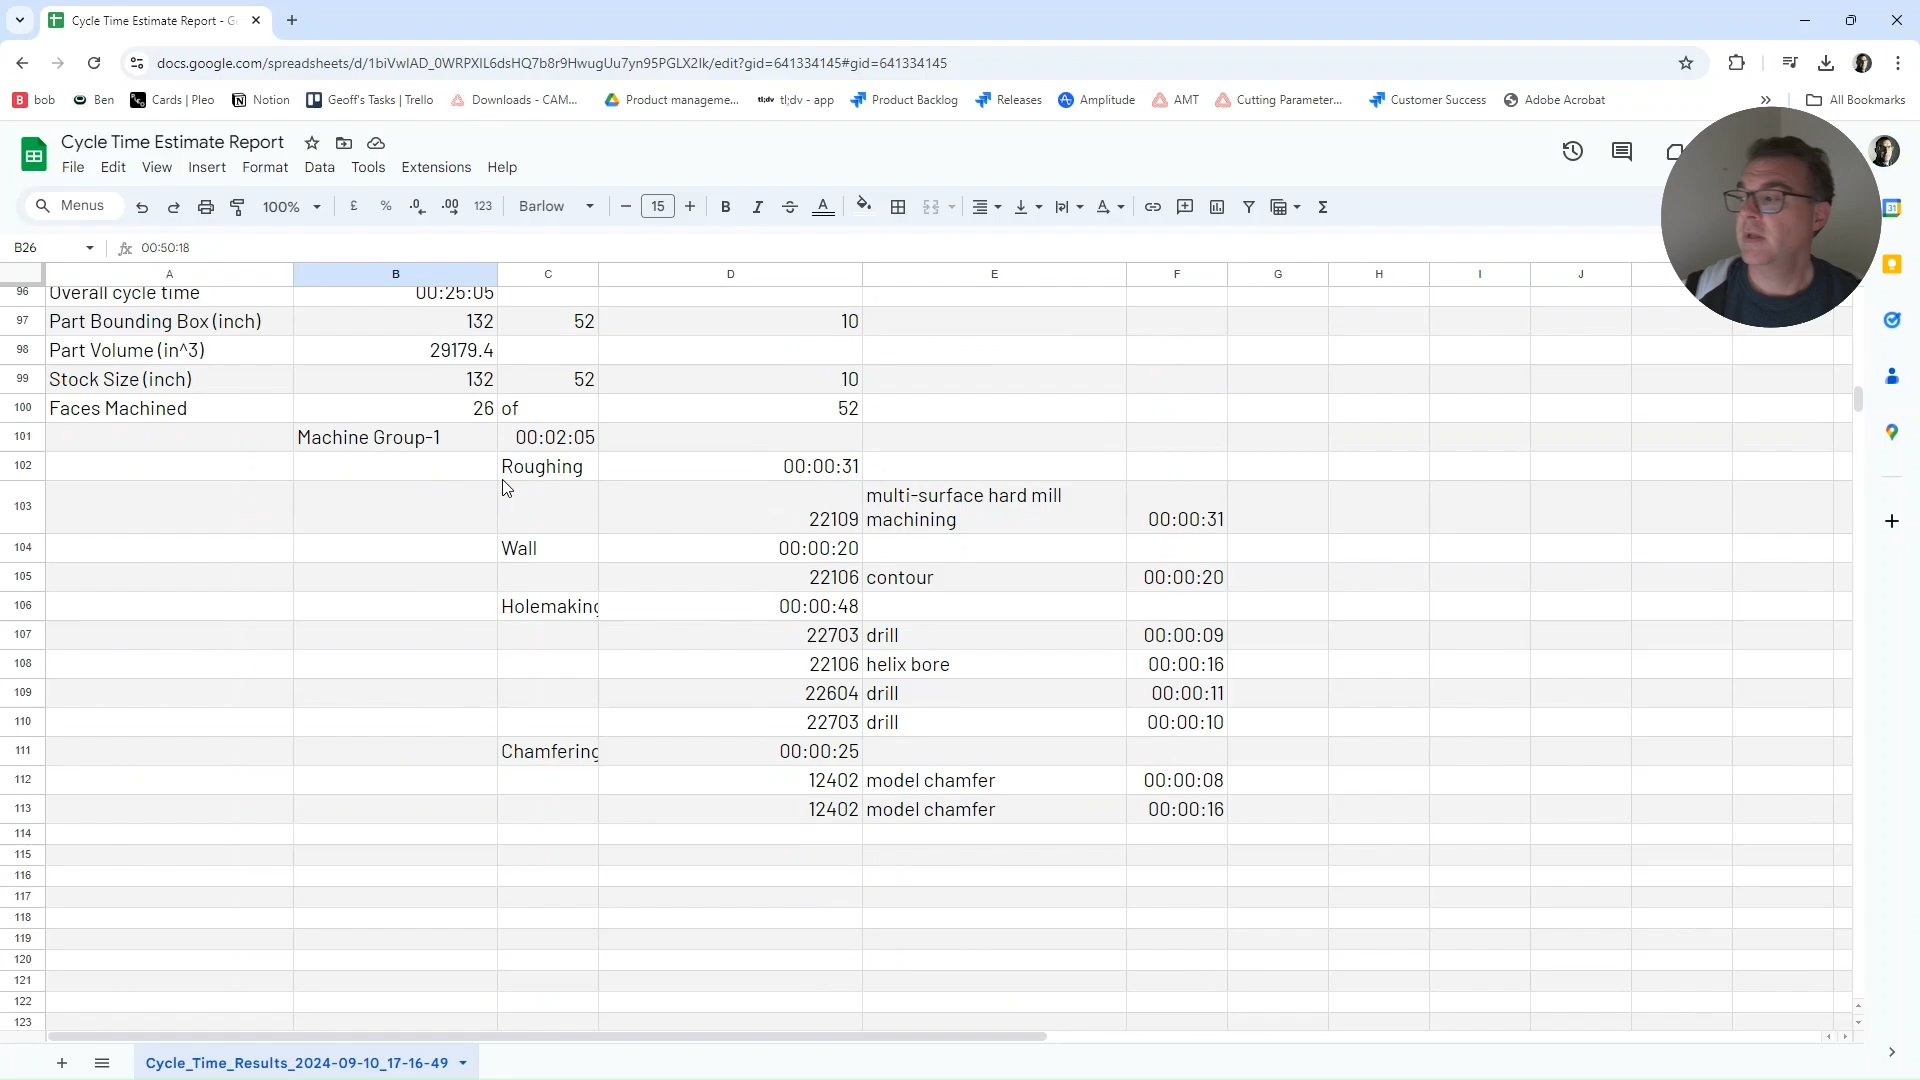 Cycle Time Estimate Report - G
docs.google.com/spreadsheets/d/1biVwlAD_0WRPXIL6dsHQ7b8r9HwugUu7yn95PGLX2Ik/edit?gid=641334145#gid=641334145
B bob Ben Cards | Pleo Notion Geoff's Tasks | Trello Downloads - CAM... Product manageme... tl;dv tl;dv - app Product Backlog Releases Amplitude AMT Cutting Parameter... Customer Success Adobe Acrobat » All Bookmarks
Cycle Time Estimate Report
File Edit View Insert Format Data Tools Extensions Help
Menus 100% £ % .0 .00 123 Barlow 15 B I A Σ 31
B26 fx 00:50:18
A B C D E F G H I J
96 Overall cycle time 00:25:05
97 Part Bounding Box (inch) 132 52 10
98 Part Volume (in^3) 29179.4
99 Stock Size (inch) 132 52 10
100 Faces Machined 26 of 52
101 Machine Group-1 00:02:05
102 Roughing 00:00:31
103 22109 multi-surface hard mill machining 00:00:31
104 Wall 00:00:20
105 22106 contour 00:00:20
106 Holemaking 00:00:48
107 22703 drill 00:00:09
108 22106 helix bore 00:00:16
109 22604 drill 00:00:11
110 22703 drill 00:00:10
111 Chamfering 00:00:25
112 12402 model chamfer 00:00:08
113 12402 model chamfer 00:00:16
114
115
116
117
118
119
120
121
122
123
Cycle_Time_Results_2024-09-10_17-16-49